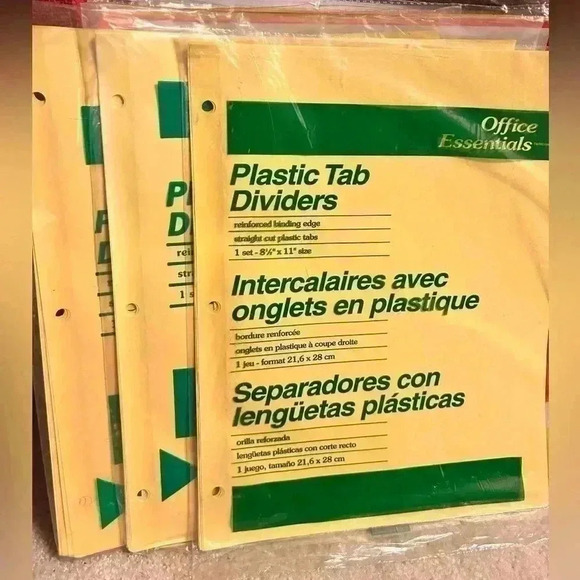 Office
Essentials
Plastic Tab
Dividers
reinforced binding edge
straight cut plastic tabs
1 set - 8½" x 11" size
Intercalaires avec
onglets en plastique
bordure renforcée
onglets en plastique à coupe droite
1 jeu - format 21,6 x 28 cm
Separadores con
lengüetas plásticas
orilla reforzada
lengüetas plásticas con corte recto
1 juego, tamaño 21,6 x 28 cm